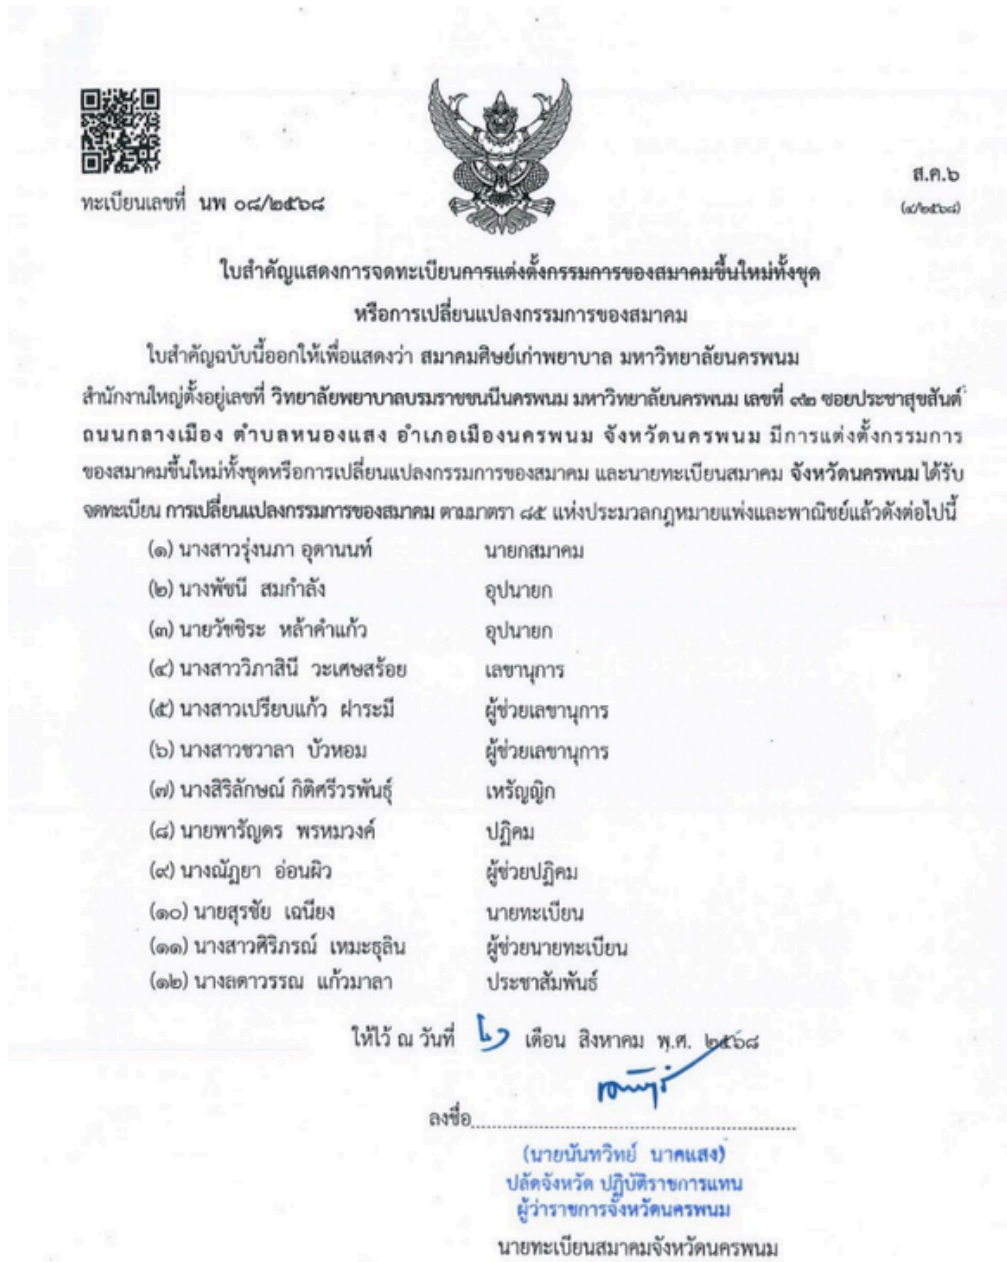 ส.ค.๖
ทะเบียนเลขที่ นพ ๐๘/๒๕๖๘
(๔/๒๕๖๘)
ใบสำคัญแสดงการจดทะเบียนการแต่งตั้งกรรมการของสมาคมขึ้นใหม่ทั้งชุด
หรือการเปลี่ยนแปลงกรรมการของสมาคม
ใบสำคัญฉบับนี้ออกให้เพื่อแสดงว่า สมาคมศิษย์เก่าพยาบาล มหาวิทยาลัยนครพนม
สำนักงานใหญ่ตั้งอยู่เลขที่ วิทยาลัยพยาบาลบรมราชชนนีนครพนม มหาวิทยาลัยนครพนม เลขที่ ๙๒ ซอยประชาสุขสันต์
ถนนกลางเมือง ตำบลหนองแสง อำเภอเมืองนครพนม จังหวัดนครพนม มีการแต่งตั้งกรรมการ
ของสมาคมขึ้นใหม่ทั้งชุดหรือการเปลี่ยนแปลงกรรมการของสมาคม และนายทะเบียนสมาคม จังหวัดนครพนม ได้รับ
จดทะเบียน การเปลี่ยนแปลงกรรมการของสมาคม ตามมาตรา ๘๕ แห่งประมวลกฎหมายแพ่งและพาณิชย์แล้วดังต่อไปนี้
(๑) นางสาวรุ่งนภา อุดานนท์ นายกสมาคม
(๒) นางพัชนี สมกำลัง อุปนายก
(๓) นายวัชชิระ หล้าคำแก้ว อุปนายก
(๔) นางสาววิภาสินี วะเศษสร้อย เลขานุการ
(๕) นางสาวเปรียบแก้ว ฝาระมี ผู้ช่วยเลขานุการ
(๖) นางสาวชวาลา บัวหอม ผู้ช่วยเลขานุการ
(๗) นางสิริลักษณ์ กิติศรีวรพันธุ์ เหรัญญิก
(๘) นายพารัญดร พรหมวงค์ ปฏิคม
(๙) นางณัฏยา อ่อนผิว ผู้ช่วยปฏิคม
(๑๐) นายสุรชัย เฉนียง นายทะเบียน
(๑๑) นางสาวศิริภรณ์ เหมะธุลิน ผู้ช่วยนายทะเบียน
(๑๒) นางลดาวรรณ แก้วมาลา ประชาสัมพันธ์
ให้ไว้ ณ วันที่ เดือน สิงหาคม พ.ศ. ๒๕๖๘
ลงชื่อ
(นายนันทวิทย์ นาคแสง)
ปลัดจังหวัด ปฏิบัติราชการแทน
ผู้ว่าราชการจังหวัดนครพนม
นายทะเบียนสมาคมจังหวัดนครพนม